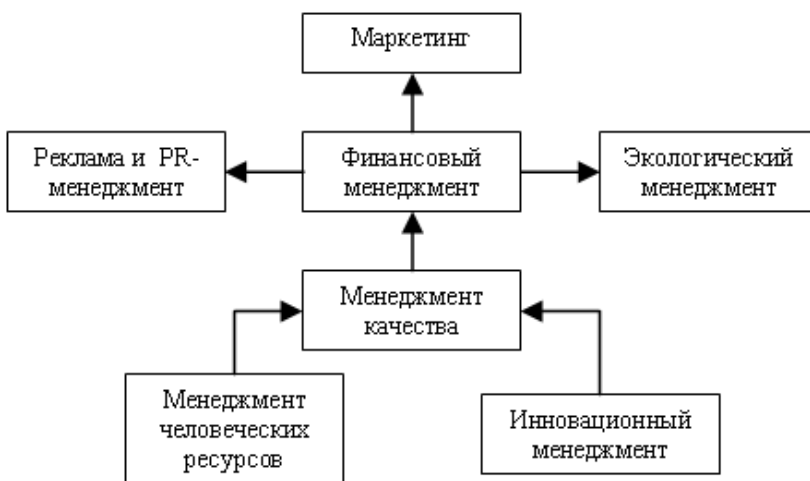 Маркетинг
Реклама и PR-
менеджмент
Финансовый
менеджмент
Экологический
менеджмент
Менеджмент
качества
Менеджмент
человеческих
ресурсов
Инновационный
менеджмент